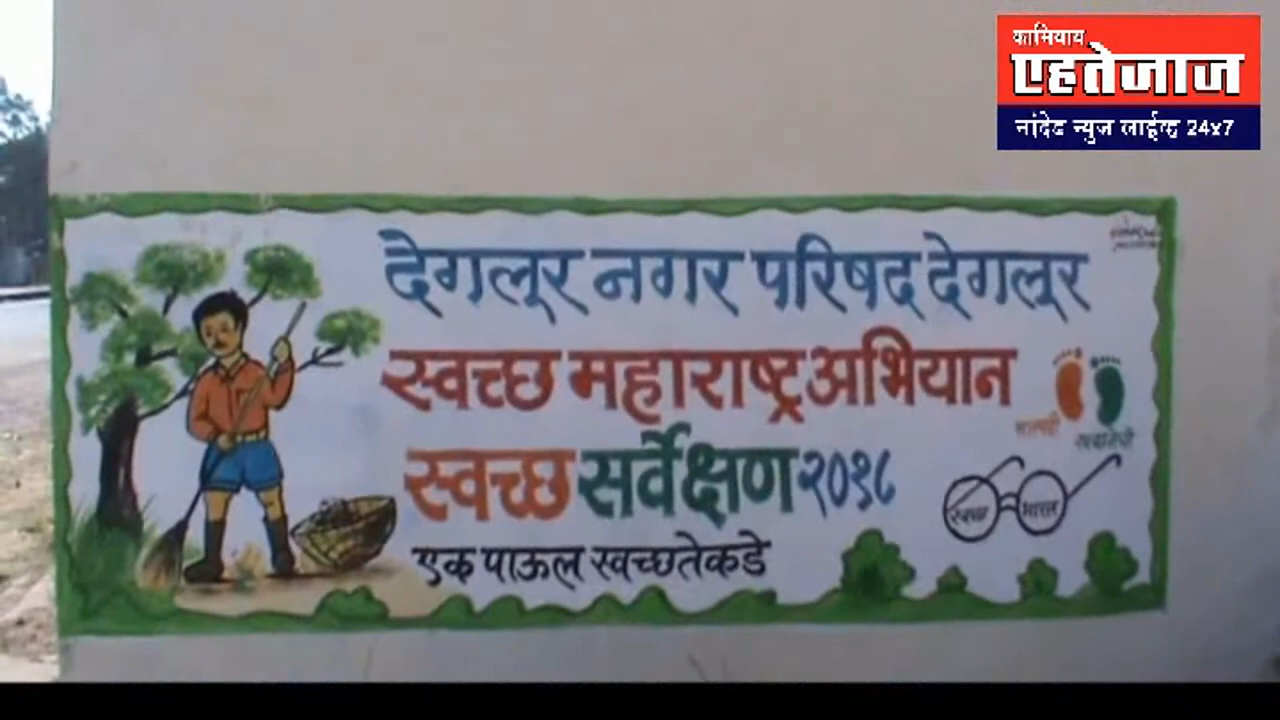 कामियाब
एहतेजाज
नांदेड न्युज लाईव्ह 24x7
देगलूर नगर परिषद देगलूर
स्वच्छ महाराष्ट्र अभियान
स्वच्छ सर्वेक्षण २०१८
स्वच्छ भारत
एक पाऊल स्वच्छतेकडे